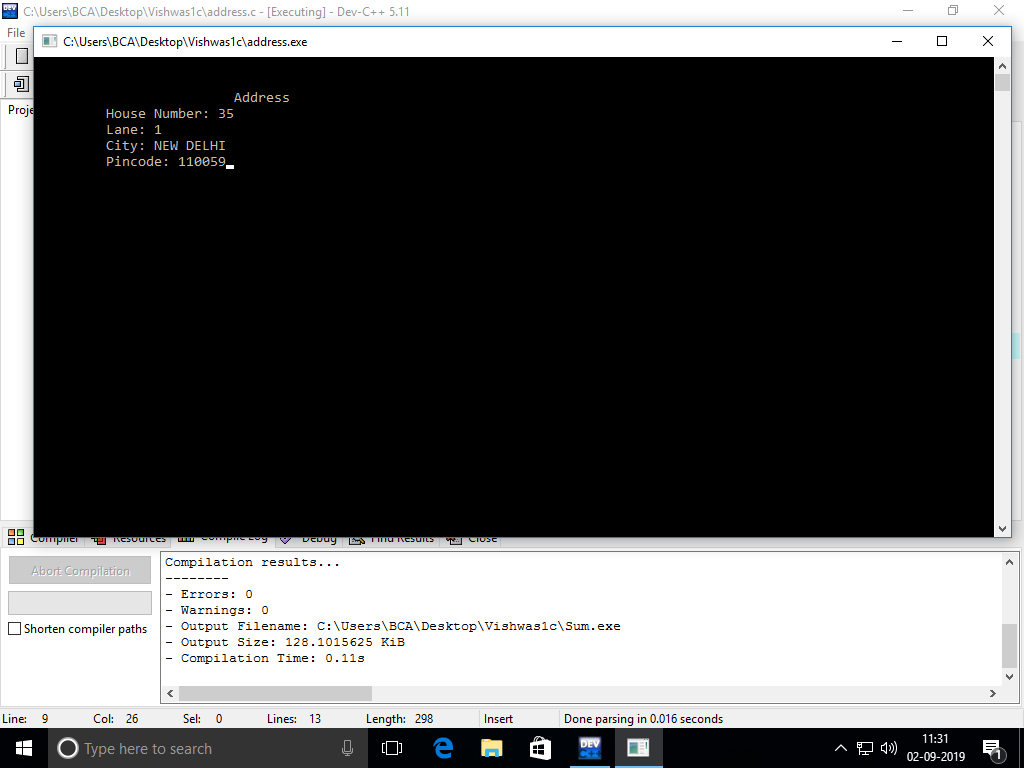 C:\Users\BCA\Desktop\Vishwas1c\address.c - [Executing] - Dev-C++ 5.11
File
C:\Users\BCA\Desktop\Vishwas1c\address.exe
Proje
Address
House Number: 35
Lane: 1
City: NEW DELHI
Pincode: 110059
Compiler Resources Compile Log Debug Find Results Close
Abort Compilation
Shorten compiler paths
Compilation results...
--------
- Errors: 0
- Warnings: 0
- Output Filename: C:\Users\BCA\Desktop\Vishwas1c\Sum.exe
- Output Size: 128.1015625 KiB
- Compilation Time: 0.11s
Line: 9 Col: 26 Sel: 0 Lines: 13 Length: 298 Insert Done parsing in 0.016 seconds
Type here to search
DEV C++
11:31
02-09-2019
1